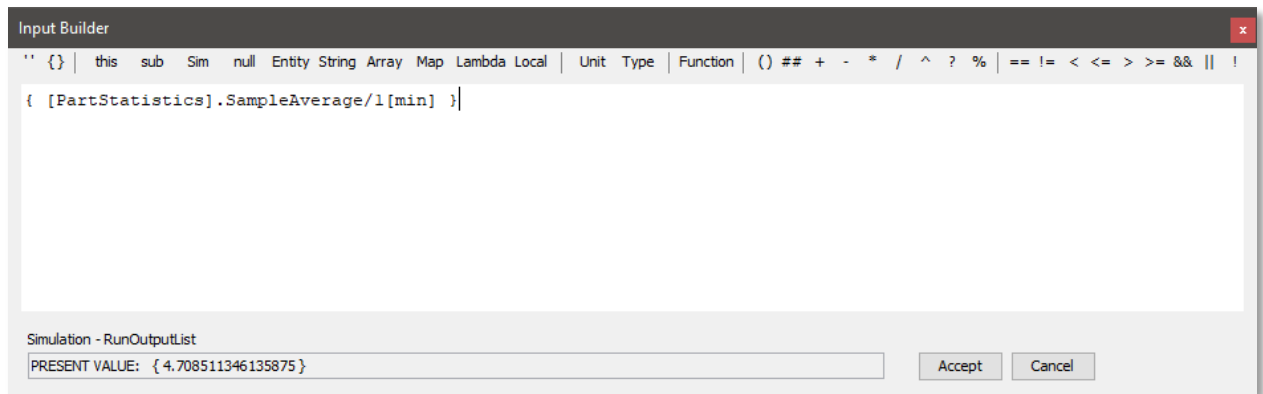 Input Builder
x
'' {} this sub Sim null Entity String Array Map Lambda Local Unit Type Function () ## + - * / ^ ? % == != < <= > >= && || !
{ [PartStatistics].SampleAverage/1[min] }
Simulation - RunOutputList
PRESENT VALUE: { 4.708511346135875 }
Accept Cancel